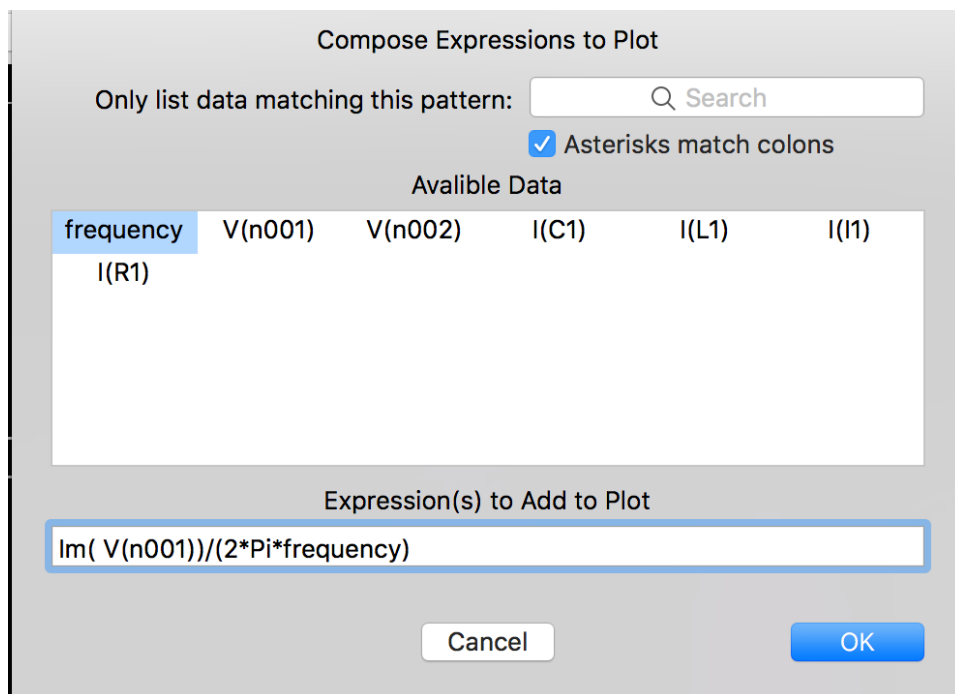 Compose Expressions to Plot
Only list data matching this pattern: Search
Asterisks match colons
Avalible Data
frequency V(n001) V(n002) I(C1) I(L1) I(I1)
I(R1)
Expression(s) to Add to Plot
Im( V(n001))/(2*Pi*frequency)
Cancel OK